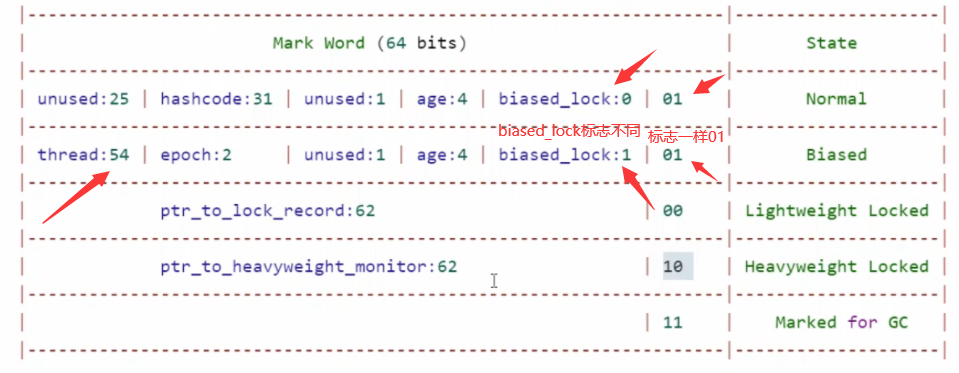 Mark Word (64 bits) | State
| unused:25 | hashcode:31 | unused:1 | age:4 | biased_lock:0 | 01 | Normal |
biased_lock标志不同 标志一样01
| thread:54 | epoch:2 | unused:1 | age:4 | biased_lock:1 | 01 | Biased |
| ptr_to_lock_record:62 | 00 | Lightweight Locked |
| ptr_to_heavyweight_monitor:62 | 10 | Heavyweight Locked |
| | 11 | Marked for GC |